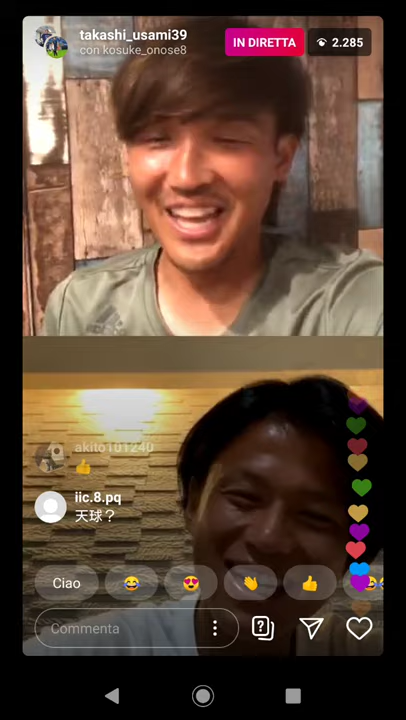 takashi_usami39
con kosuke_onose8
IN DIRETTA
2.285
akito101240
👍
iic.8.pq
天球？
Ciao 😂 😍 👏 👍 😂
Commenta